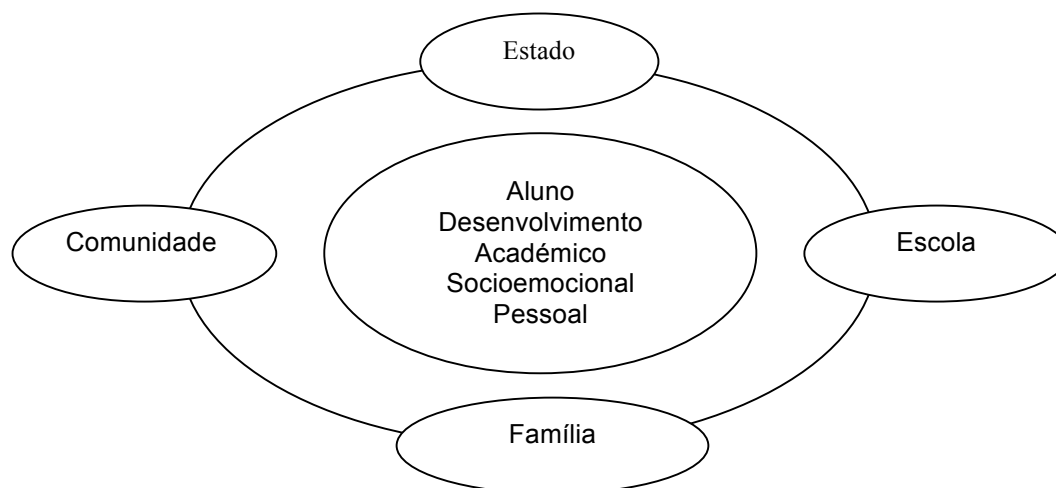 Estado
Comunidade
Aluno
Desenvolvimento
Académico
Socioemocional
Pessoal
Escola
Família